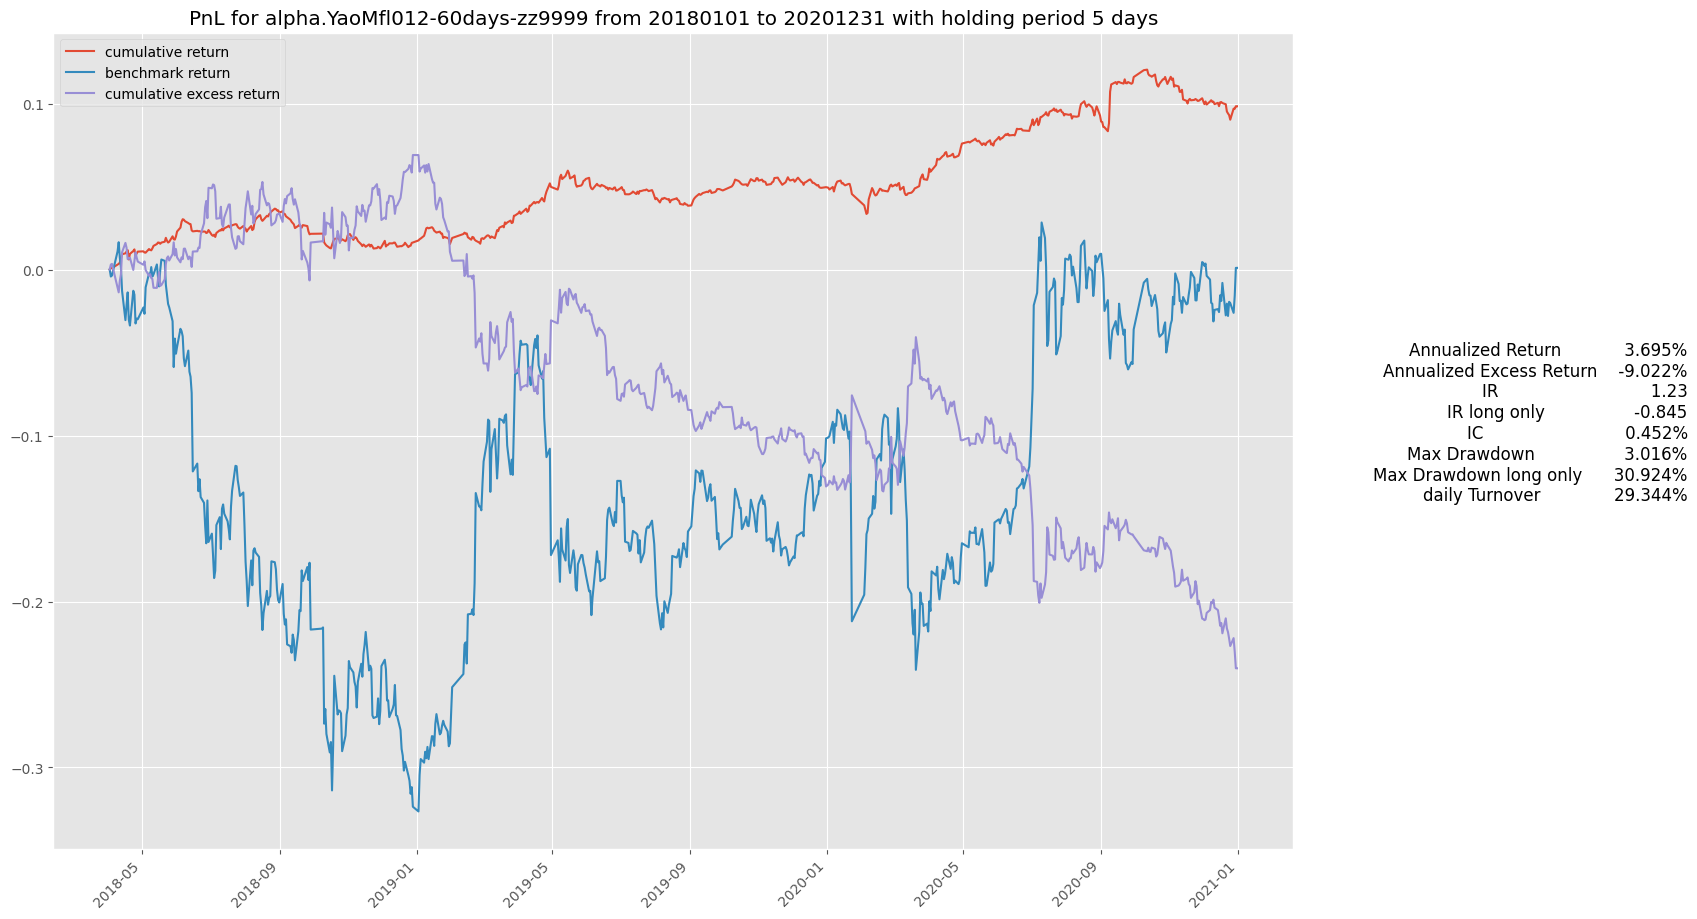 PnL for alpha.YaoMfl012-60days-zz9999 from 20180101 to 20201231 with holding period 5 days
cumulative return
benchmark return
cumulative excess return
0.1
0.0
−0.1
−0.2
−0.3
2018-05
2018-09
2019-01
2019-05
2019-09
2020-01
2020-05
2020-09
2021-01
Annualized Return 3.695%
Annualized Excess Return -9.022%
IR 1.23
IR long only -0.845
IC 0.452%
Max Drawdown 3.016%
Max Drawdown long only 30.924%
daily Turnover 29.344%